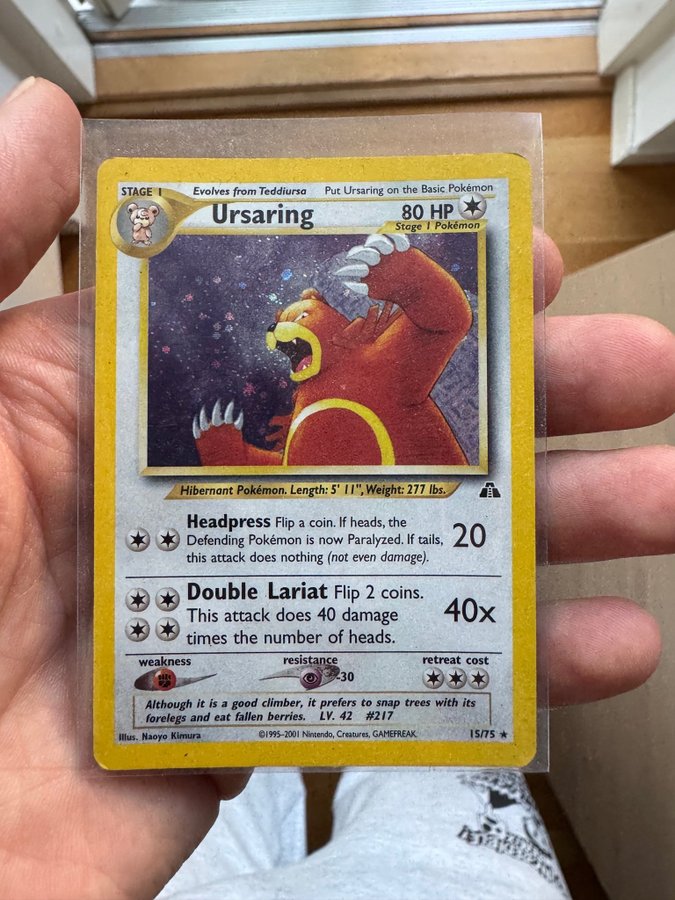 STAGE 1 Evolves from Teddiursa Put Ursaring on the Basic Pokémon
Ursaring 80 HP
Stage 1 Pokémon
Hibernant Pokémon. Length: 5' 11", Weight: 277 lbs.
Headpress Flip a coin. If heads, the
Defending Pokémon is now Paralyzed. If tails,
this attack does nothing (not even damage).
20
Double Lariat Flip 2 coins.
This attack does 40 damage
times the number of heads.
40x
weakness resistance retreat cost
-30
Although it is a good climber, it prefers to snap trees with its
forelegs and eat fallen berries. LV. 42 #217
Illus. Naoyo Kimura ©1995-2001 Nintendo, Creatures, GAMEFREAK. 15/75 ★